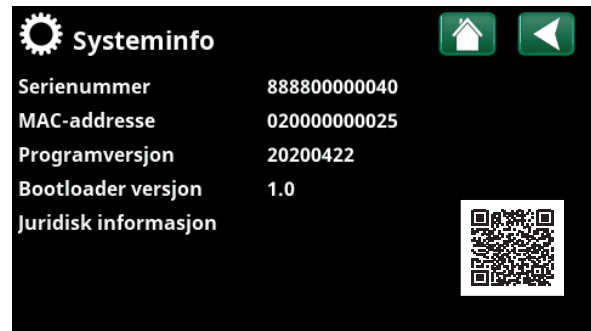 Systeminfo
Serienummer 888800000040
MAC-addresse 020000000025
Programversjon 20200422
Bootloader versjon 1.0
Juridisk informasjon